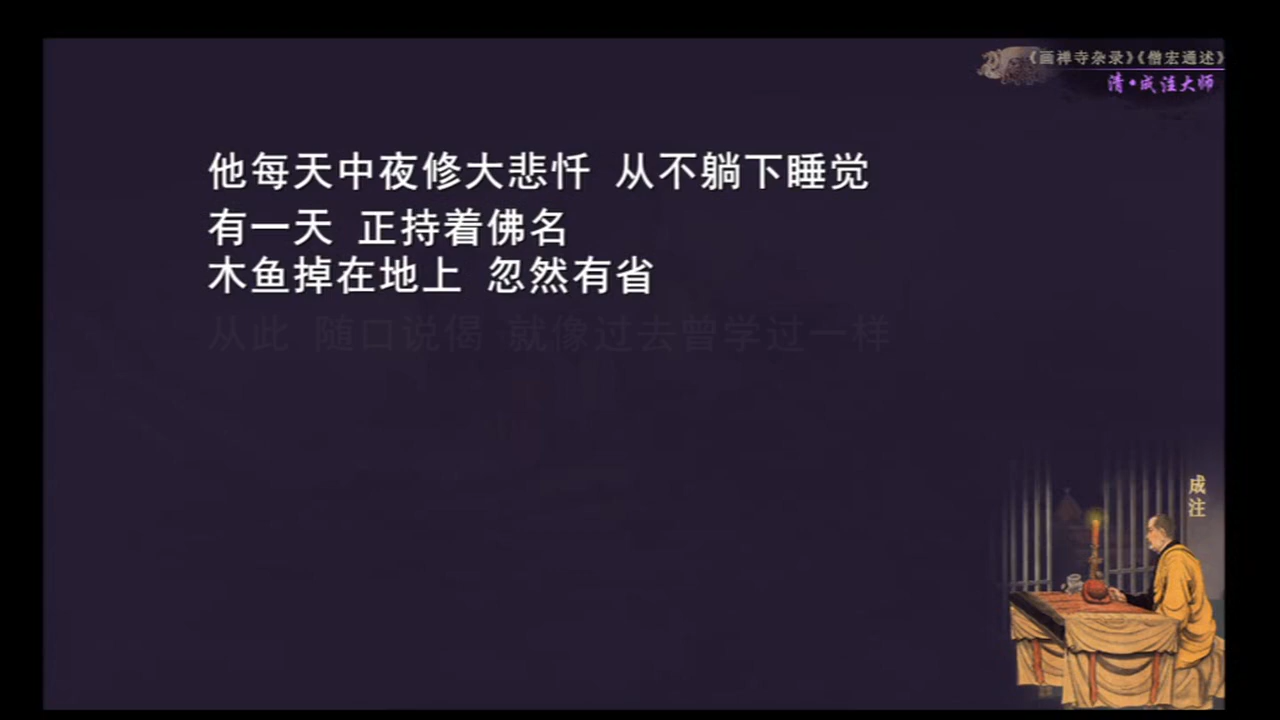 《画禅寺杂录》《僧宏通述》
清·成注大师
他每天中夜修大悲忏 从不躺下睡觉
有一天 正持着佛名
木鱼掉在地上 忽然有省
从此 随口说偈 就像过去曾学过一样
成注